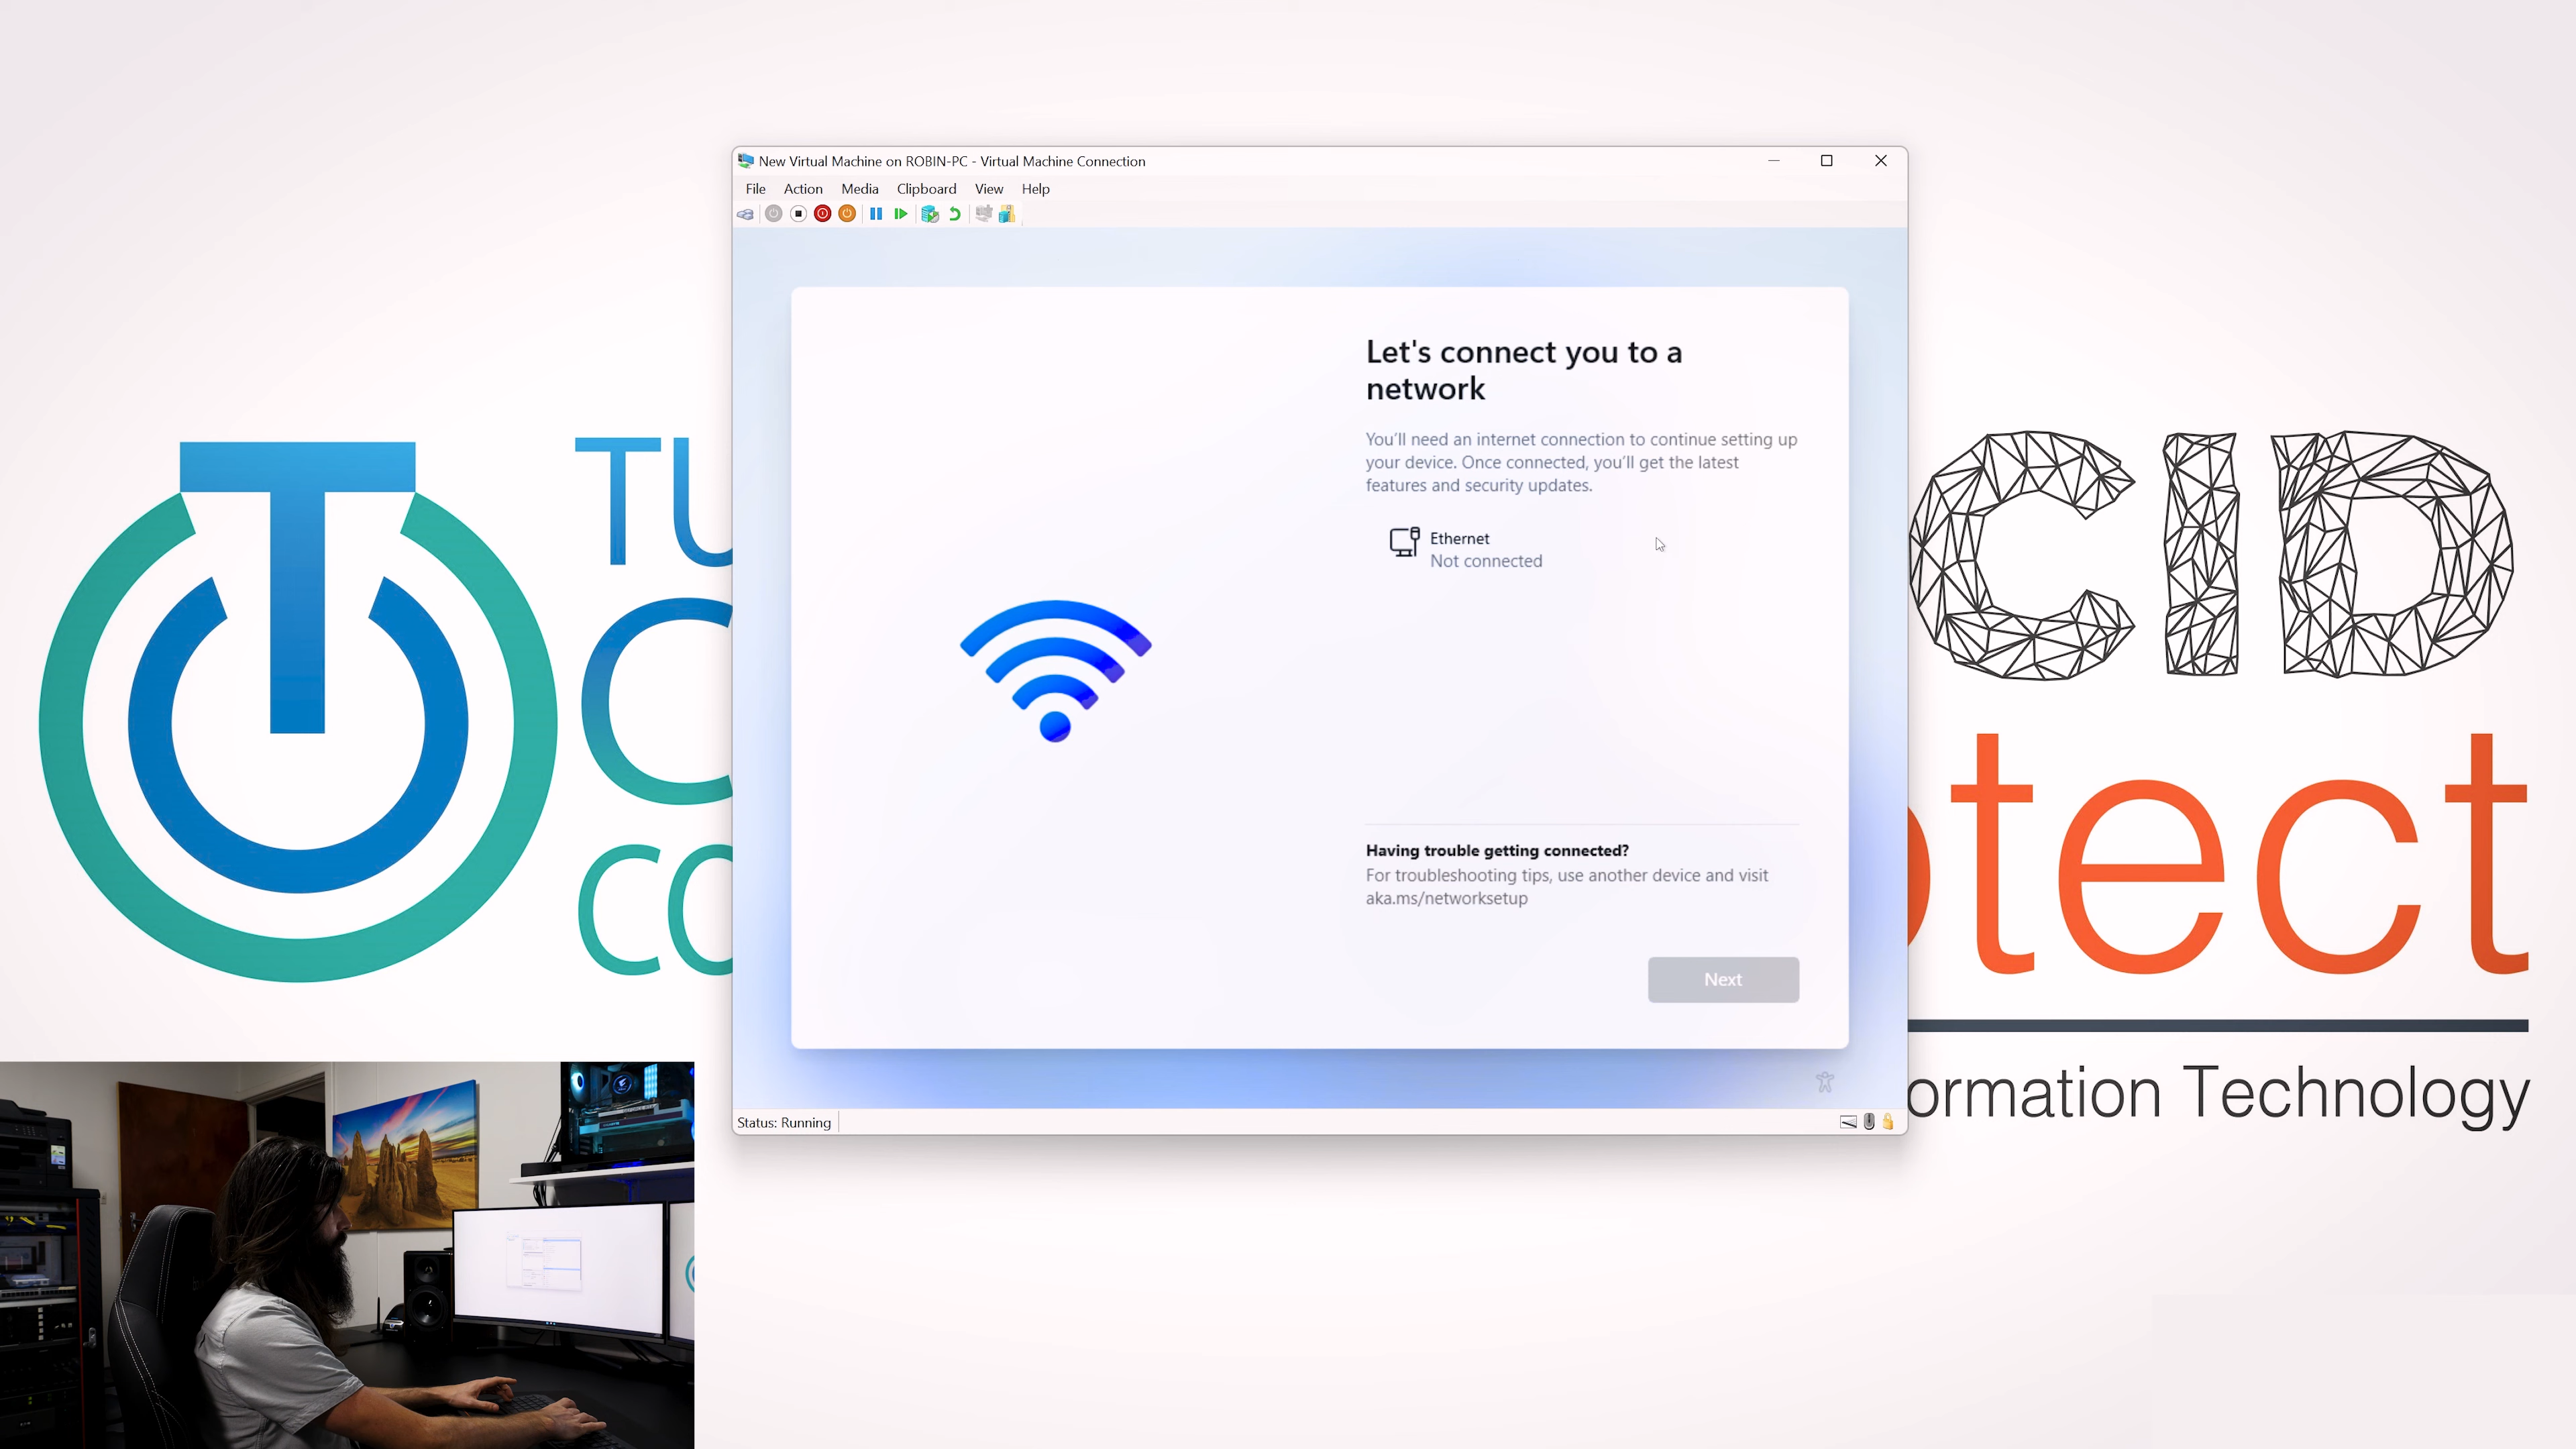 New Virtual Machine on ROBIN-PC - Virtual Machine Connection
File Action Media Clipboard View Help
Let's connect you to a
network
You'll need an internet connection to continue setting up
your device. Once connected, you'll get the latest
features and security updates.
Ethernet
Not connected
Having trouble getting connected?
For troubleshooting tips, use another device and visit
aka.ms/networksetup
Next
Status: Running
TU
C
CO
CID
otect
ormation Technology